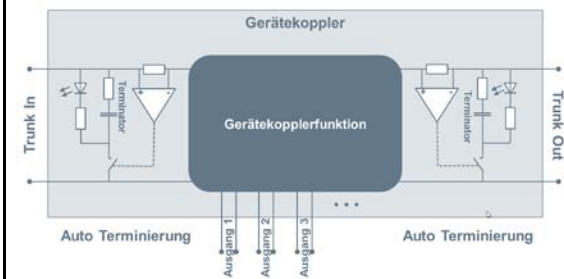 Gerätekoppler
Trunk In
Terminator
+
-
Gerätekopplerfunktion
-
+
Terminator
Trunk Out
Auto Terminierung
Ausgang 1
Ausgang 2
Ausgang 3
...
Auto Terminierung